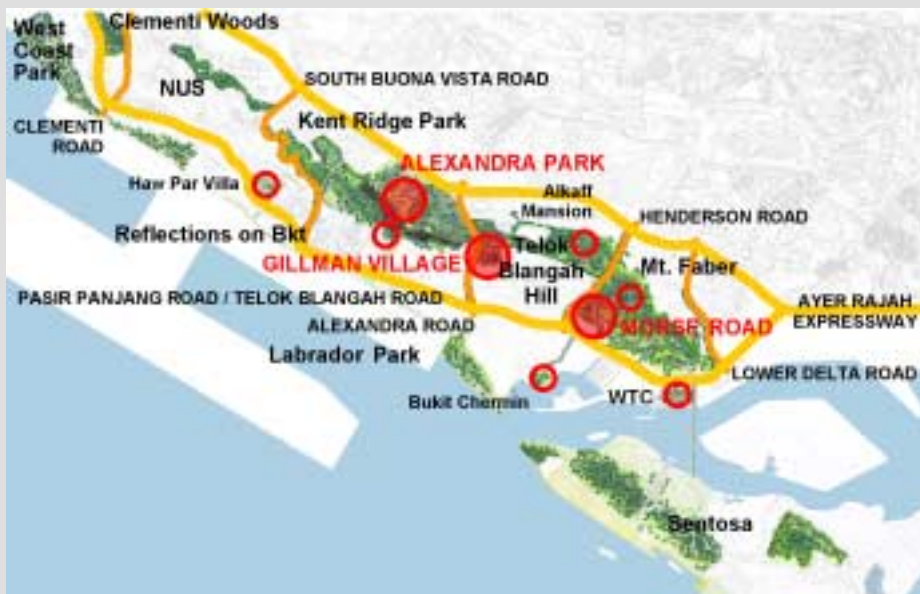 West
Coast
Park
Clementi Woods
NUS
SOUTH BUONA VISTA ROAD
CLEMENTI
ROAD
Kent Ridge Park
ALEXANDRA PARK
Haw Par Villa
Alkaff
Mansion
HENDERSON ROAD
Reflections on Bkt
GILLMAN VILLAGE
Telok
Blangah
Hill
Mt. Faber
PASIR PANJANG ROAD / TELOK BLANGAH ROAD
AYER RAJAH
EXPRESSWAY
ALEXANDRA ROAD
MORSE ROAD
Labrador Park
LOWER DELTA ROAD
Bukit Chermin
WTC
Sentosa